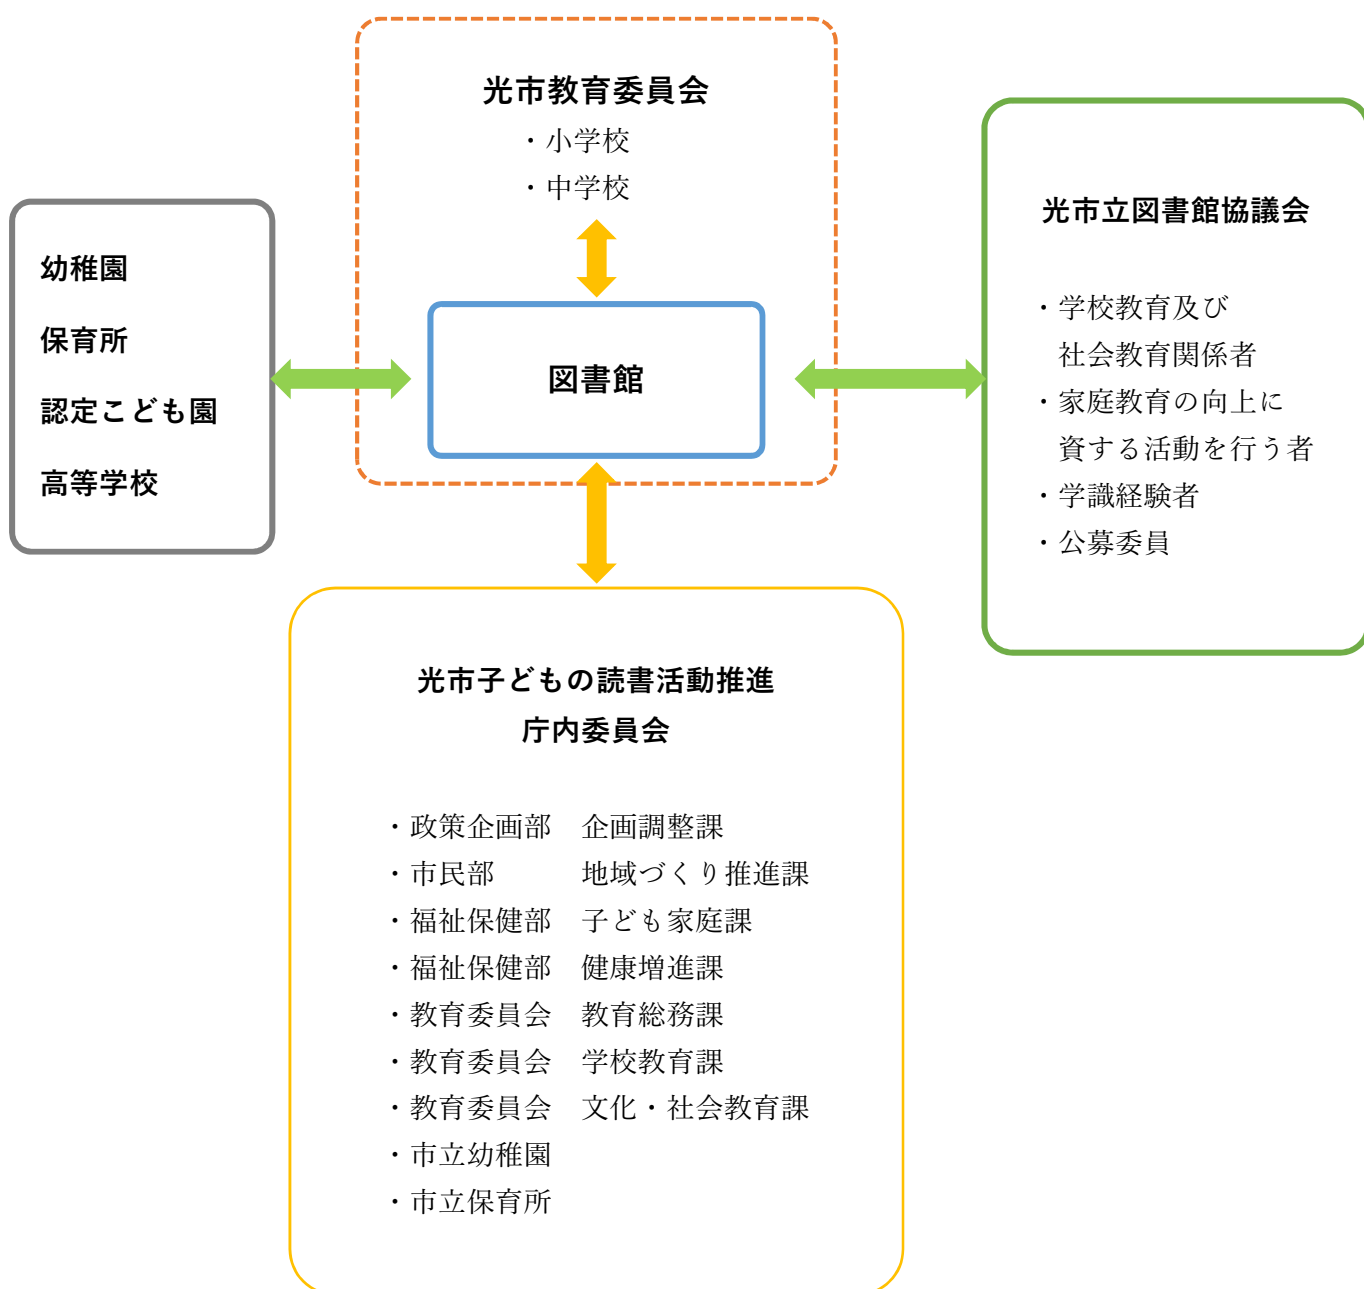 光市教育委員会
・小学校
・中学校
幼稚園
保育所
認定こども園
高等学校
図書館
光市立図書館協議会
・学校教育及び
社会教育関係者
・家庭教育の向上に
資する活動を行う者
・学識経験者
・公募委員
光市子どもの読書活動推進
庁内委員会
・政策企画部　企画調整課
・市民部　　　地域づくり推進課
・福祉保健部　子ども家庭課
・福祉保健部　健康増進課
・教育委員会　教育総務課
・教育委員会　学校教育課
・教育委員会　文化・社会教育課
・市立幼稚園
・市立保育所